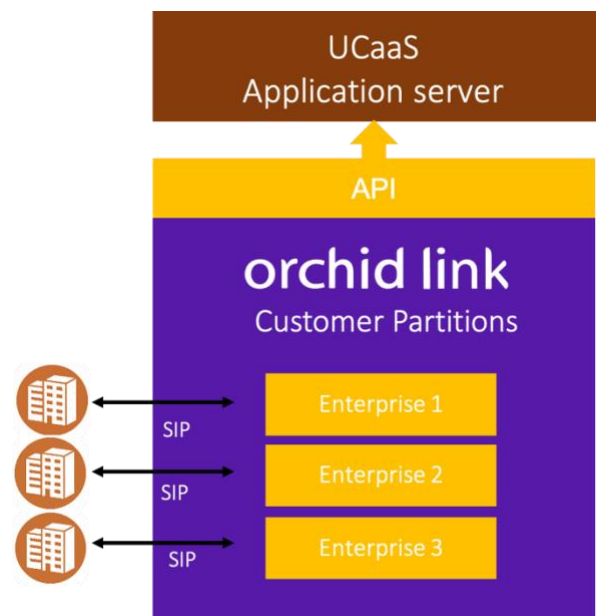 UCaaS
Application server
API
orchid link
Customer Partitions
Enterprise 1
SIP
Enterprise 2
SIP
Enterprise 3
SIP